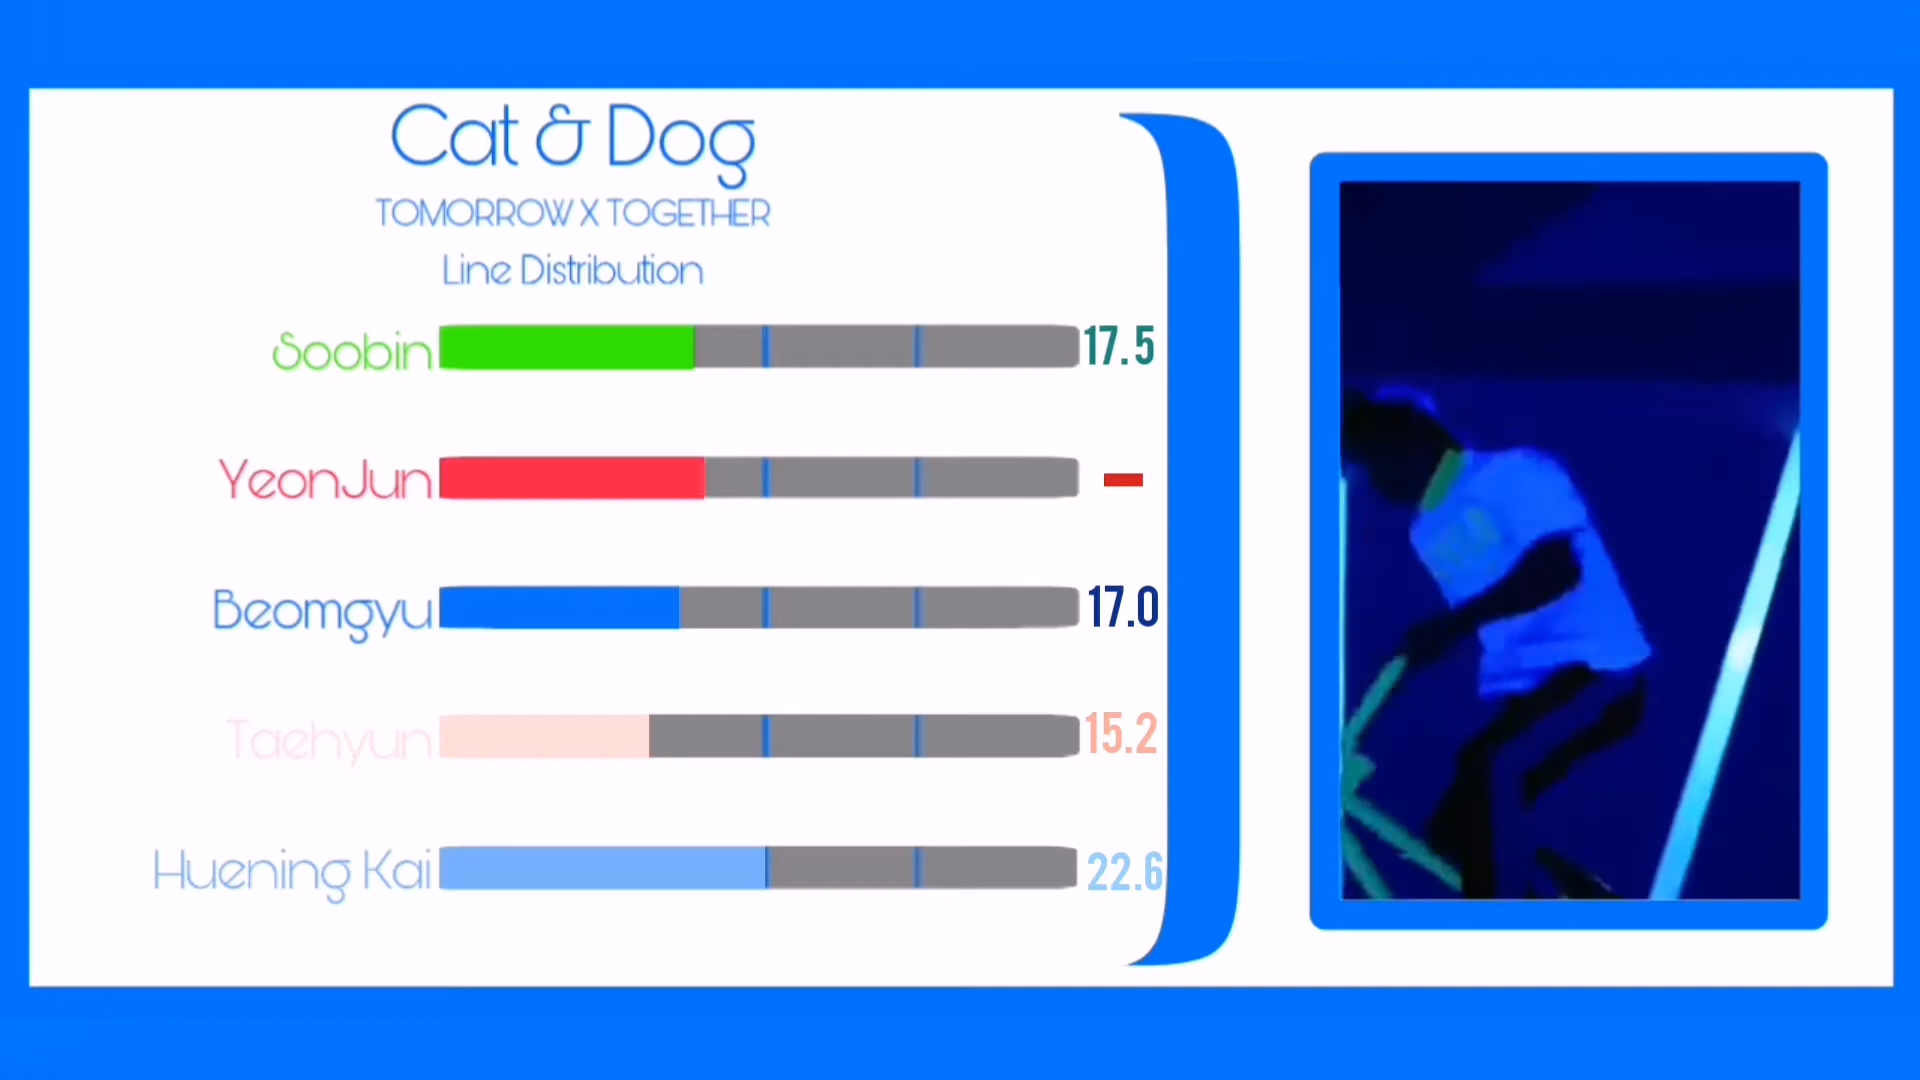 Cat & Dog
TOMORROW X TOGETHER
Line Distribution
Soobin 17.5
YeonJun -
Beomgyu 17.0
Taehyun 15.2
Huening Kai 22.6